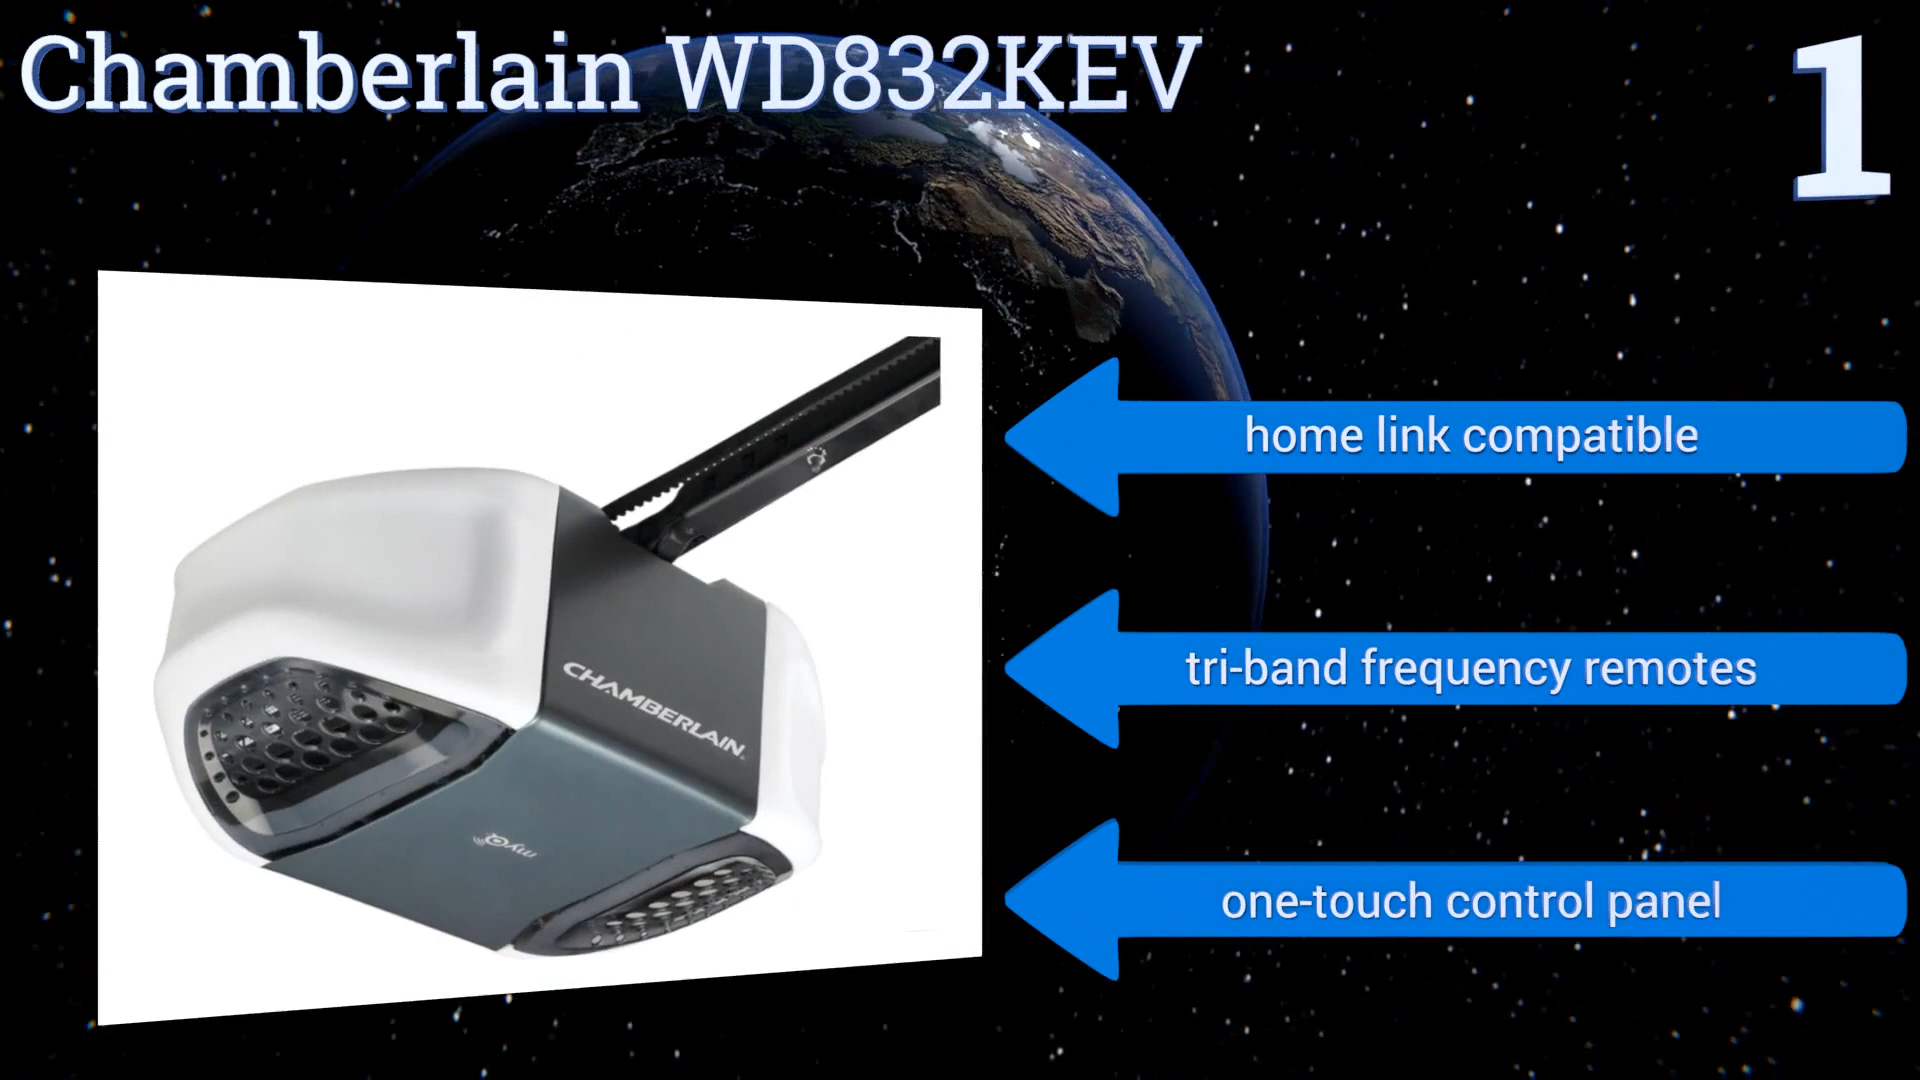 Chamberlain WD832KEV
1
home link compatible
CHAMBERLAIN
tri-band frequency remotes
myQ
one-touch control panel